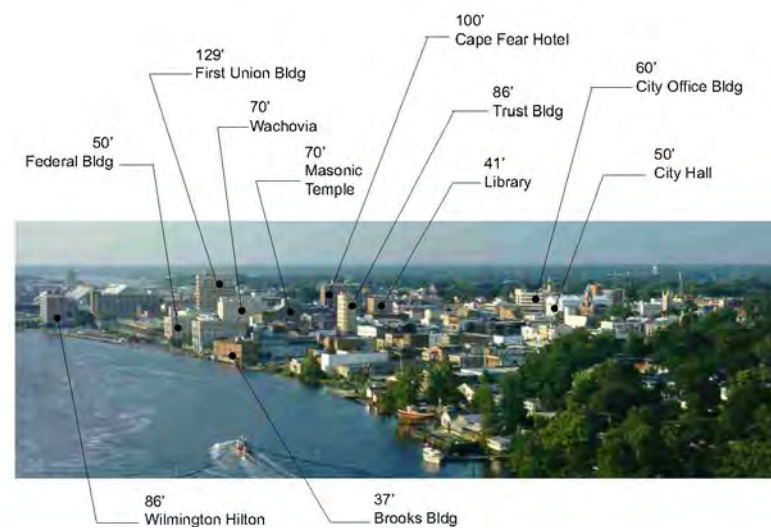 100'
Cape Fear Hotel
129'
First Union Bldg
60'
City Office Bldg
86'
Trust Bldg
70'
Wachovia
50'
Federal Bldg
70'
Masonic
Temple
41'
Library
50'
City Hall
86'
Wilmington Hilton
37'
Brooks Bldg